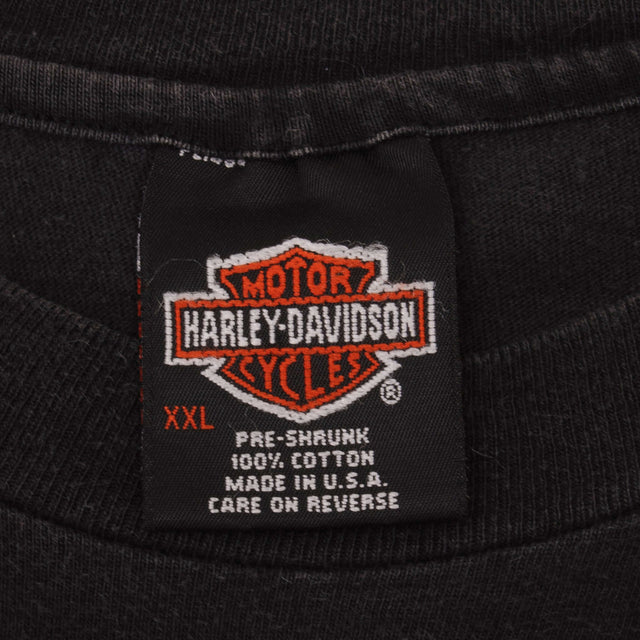 MOTOR
HARLEY-DAVIDSON
CYCLES
®
XXL
PRE-SHRUNK
100% COTTON
MADE IN U.S.A.
CARE ON REVERSE